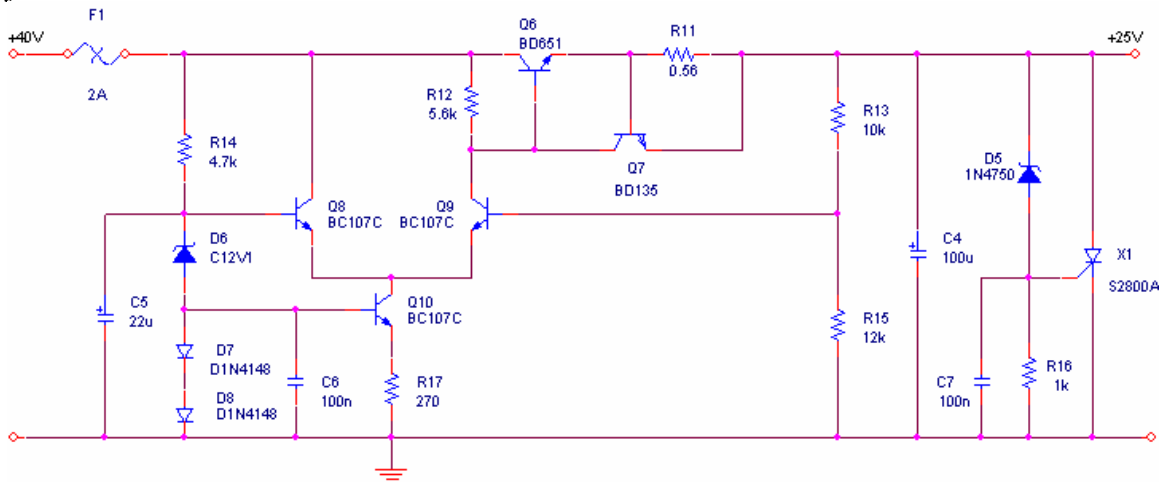 F1
+40V
2A
Q6
BD651
R11
0.56
+25V
R12
5.6k
R13
10k
R14
4.7k
Q7
BD135
D5
1N4750
Q8
BC107C
Q9
BC107C
D6
C12V1
C4
100u
X1
S2800A
C5
22u
Q10
BC107C
R15
12k
D7
D1N4148
D8
D1N4148
C6
100n
R17
270
C7
100n
R16
1k